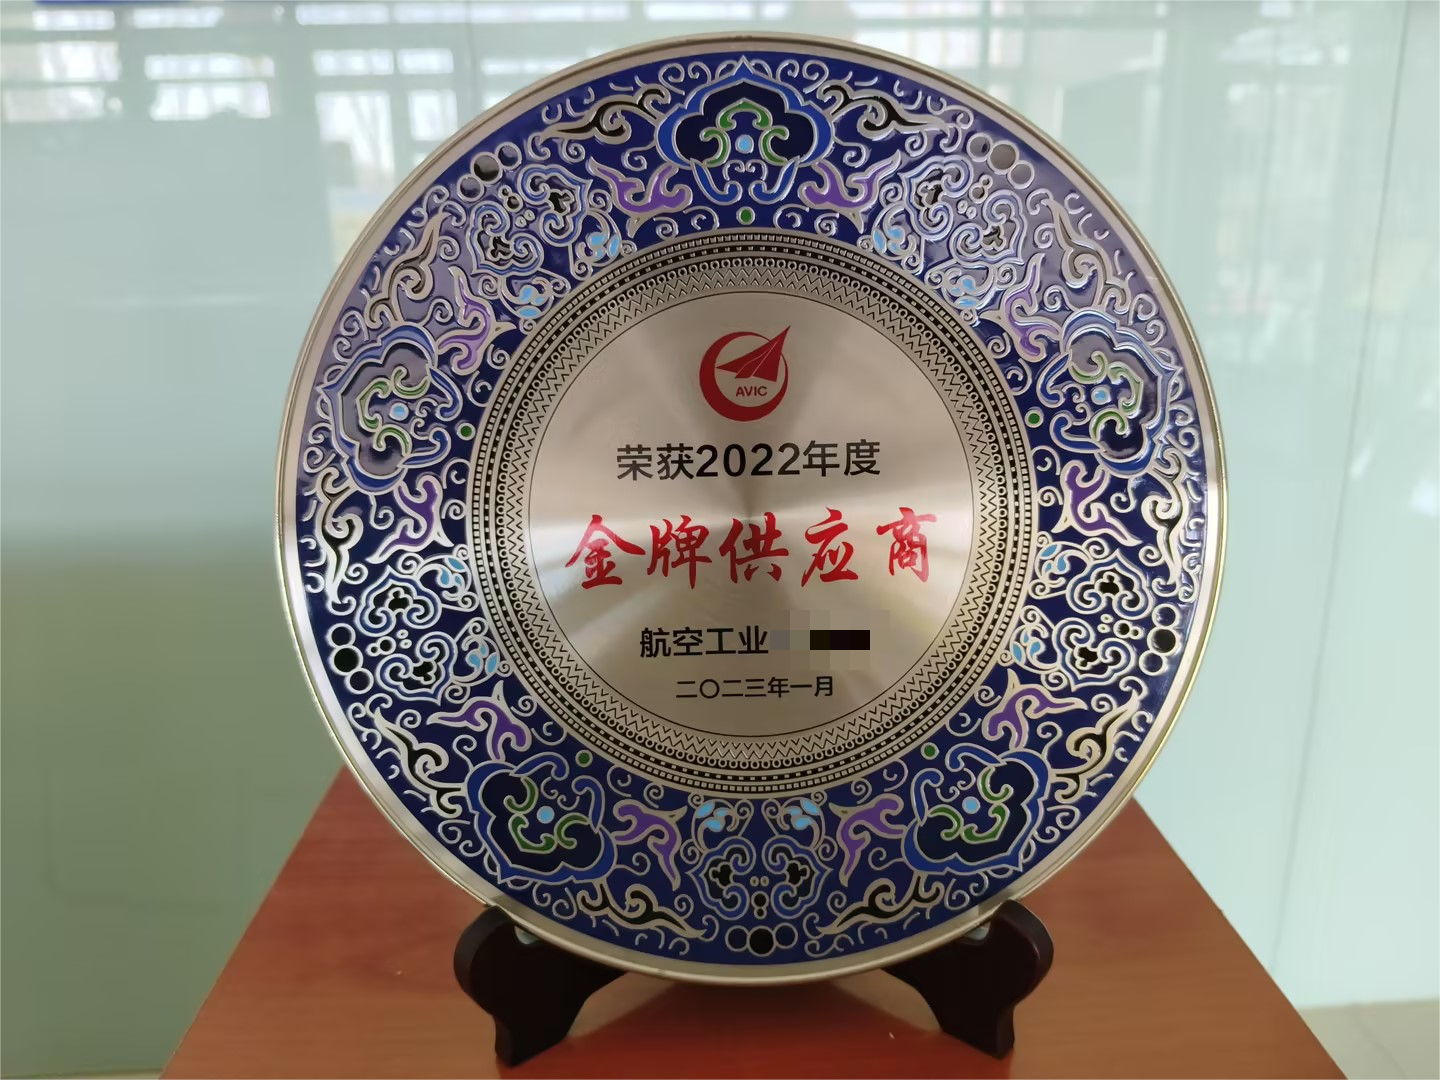 AVIC
荣获2022年度
金牌供应商
航空工业
二〇二三年一月